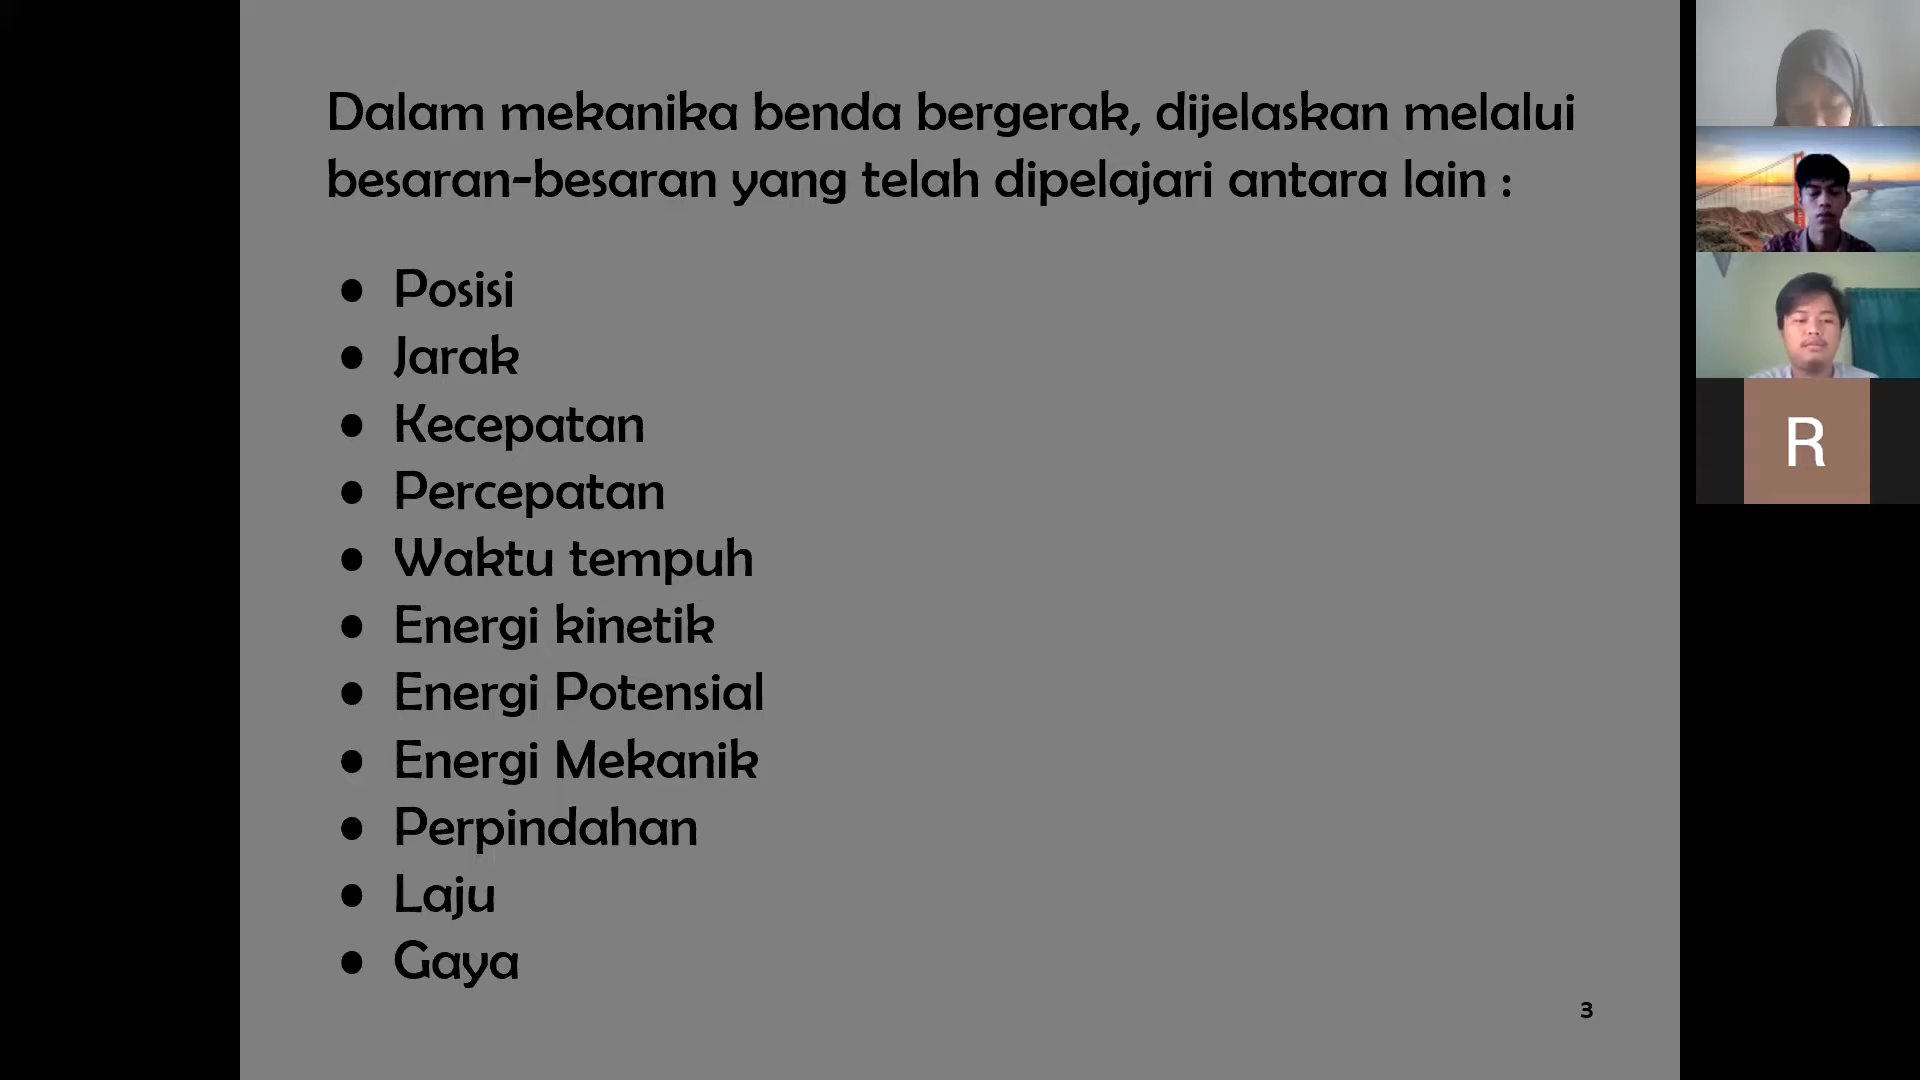 Dalam mekanika benda bergerak, dijelaskan melalui
besaran-besaran yang telah dipelajari antara lain :
● Posisi
● Jarak
● Kecepatan
● Percepatan
● Waktu tempuh
● Energi kinetik
● Energi Potensial
● Energi Mekanik
● Perpindahan
● Laju
● Gaya
3
R